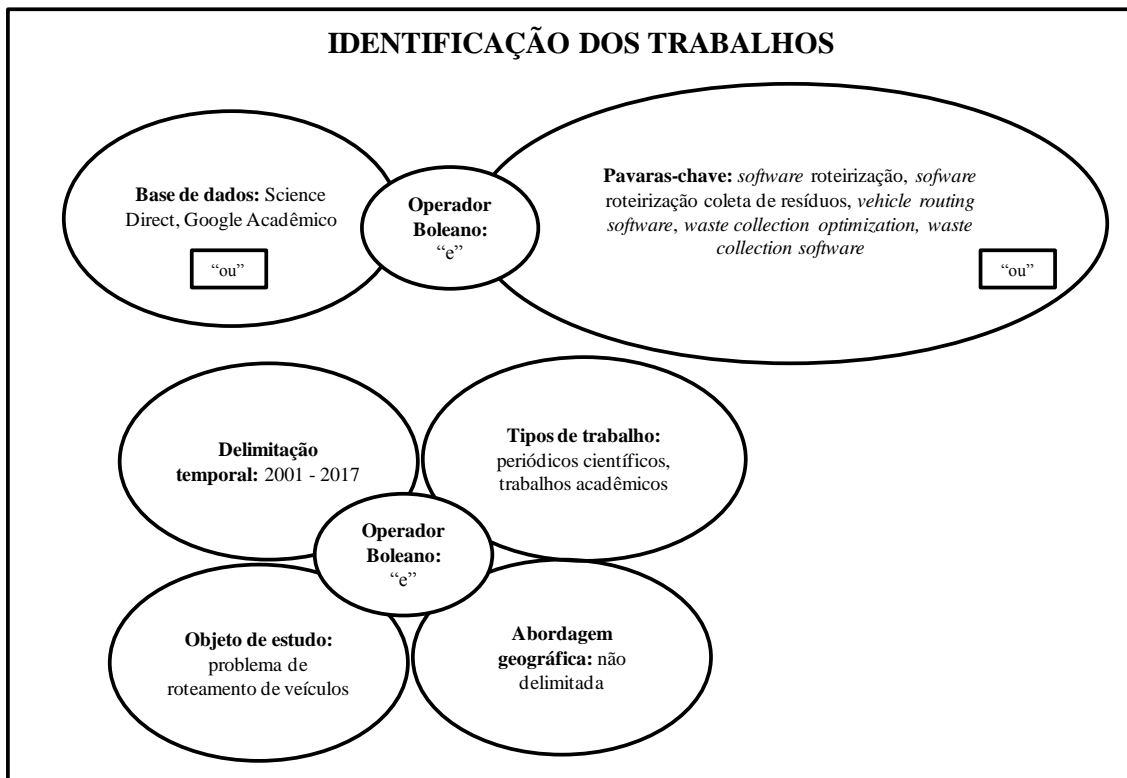 IDENTIFICAÇÃO DOS TRABALHOS
Base de dados: Science
Direct, Google Acadêmico
“ou”
Operador
Boleano:
“e”
Pavaras-chave: software roteirização, sofware
roteirização coleta de resíduos, vehicle routing
software, waste collection optimization, waste
collection software
“ou”
Delimitação
temporal: 2001 - 2017
Tipos de trabalho:
periódicos científicos,
trabalhos acadêmicos
Operador
Boleano:
“e”
Objeto de estudo:
problema de
roteamento de veículos
Abordagem
geográfica: não
delimitada